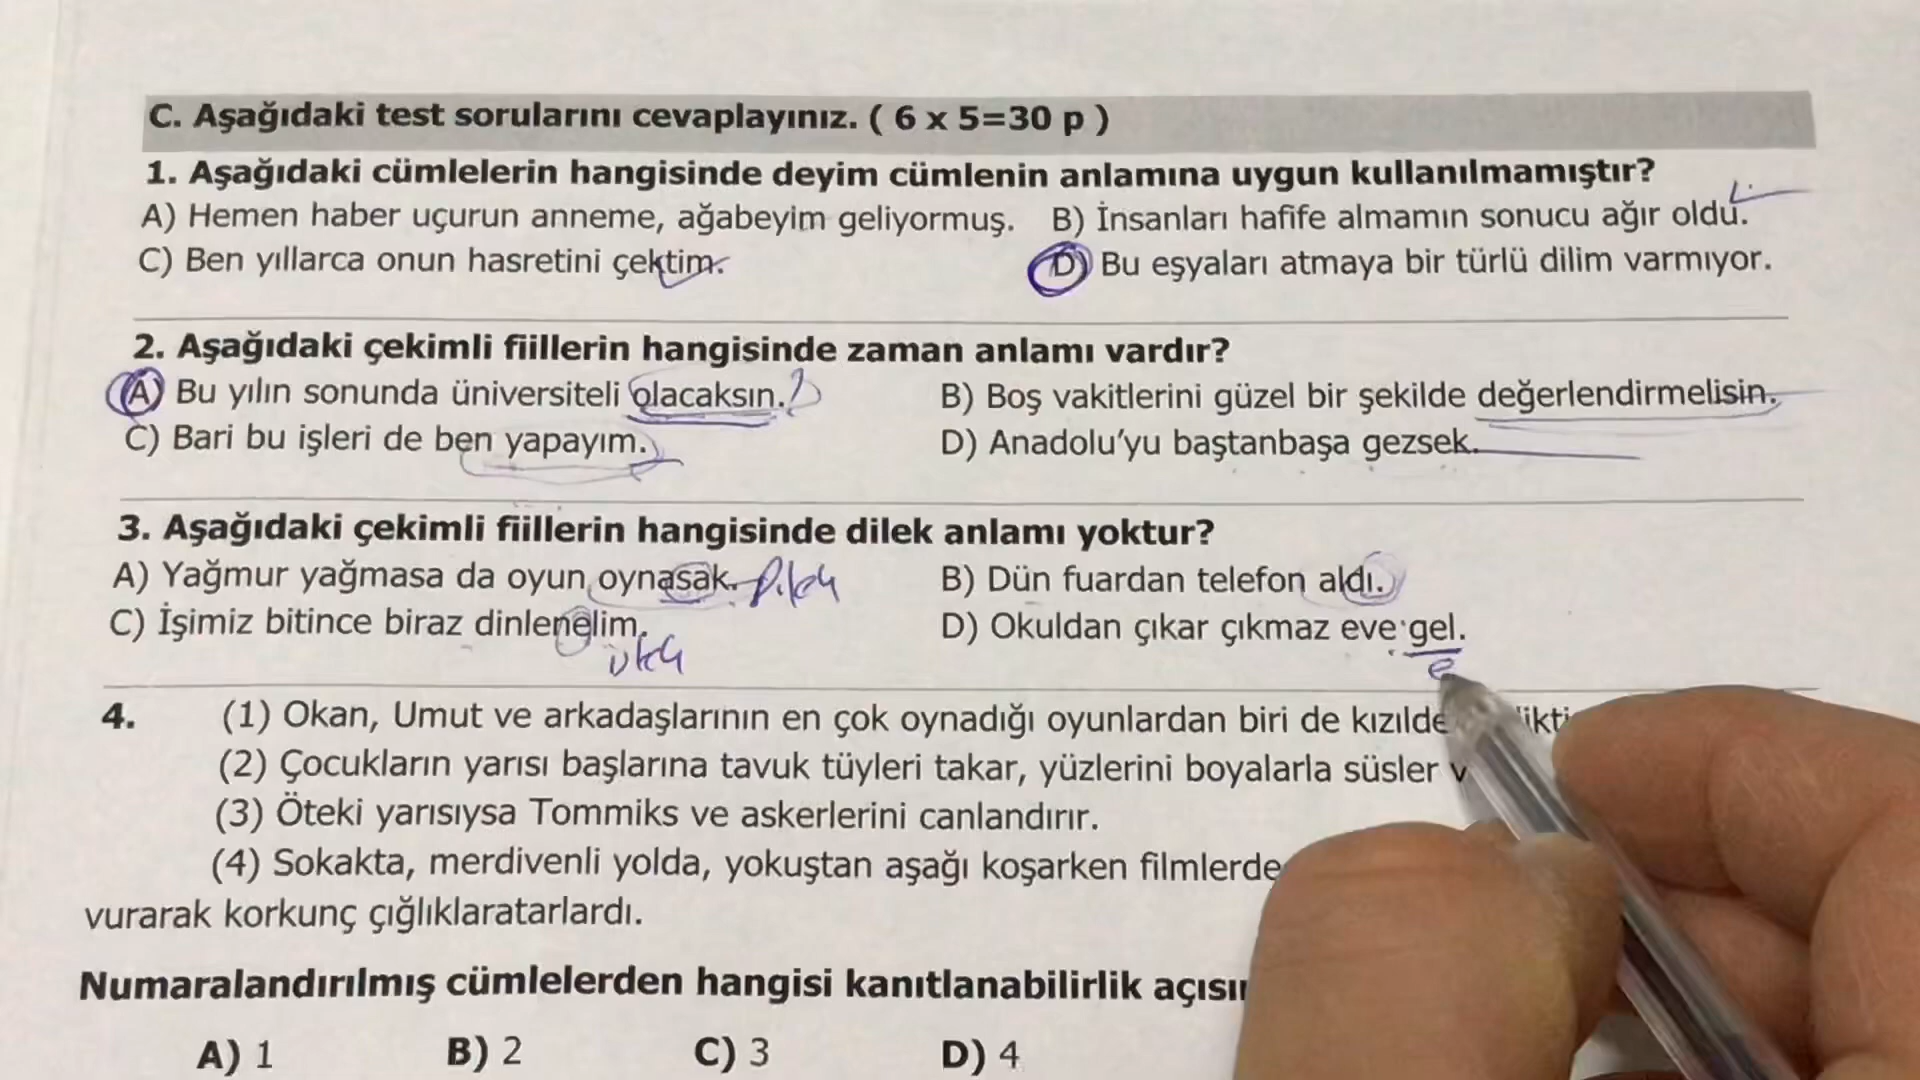 C. Aşağıdaki test sorularını cevaplayınız. ( 6 x 5=30 p )
1. Aşağıdaki cümlelerin hangisinde deyim cümlenin anlamına uygun kullanılmamıştır?
A) Hemen haber uçurun anneme, ağabeyim geliyormuş. B) İnsanları hafife almamın sonucu ağır oldu.
C) Ben yıllarca onun hasretini çektim. D) Bu eşyaları atmaya bir türlü dilim varmıyor.
2. Aşağıdaki çekimli fiillerin hangisinde zaman anlamı vardır?
A) Bu yılın sonunda üniversiteli olacaksın. B) Boş vakitlerini güzel bir şekilde değerlendirmelisin.
C) Bari bu işleri de ben yapayım. D) Anadolu'yu baştanbaşa gezsek.
3. Aşağıdaki çekimli fiillerin hangisinde dilek anlamı yoktur?
A) Yağmur yağmasa da oyun oynasak. B) Dün fuardan telefon aldı.
C) İşimiz bitince biraz dinlenelim. D) Okuldan çıkar çıkmaz eve gel.
e
4. (1) Okan, Umut ve arkadaşlarının en çok oynadığı oyunlardan biri de
(2) Çocukların yarısı başlarına tavuk tüyleri takar, yüzlerini boyalarla süsler
(3) Öteki yarısıysa Tommiks ve askerlerini canlandırır.
(4) Sokakta, merdivenli yolda, yokuştan aşağı koşarken filmlerde
vurarak korkunç çığlıklaratarlardı.
Numaralandırılmış cümlelerden hangisi kanıtlanabilirlik
A) 1 B) 2 C) 3 D) 4